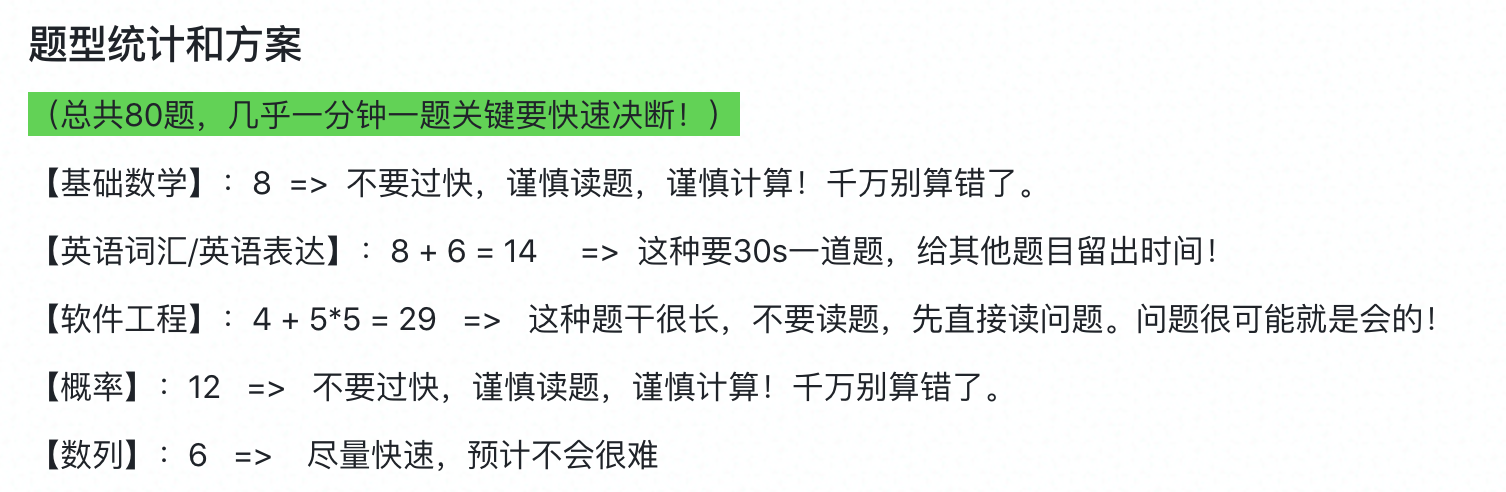 题型统计和方案
（总共80题，几乎一分钟一题关键要快速决断！）
【基础数学】：8 => 不要过快，谨慎读题，谨慎计算！千万别算错了。
【英语词汇/英语表达】：8 + 6 = 14 => 这种要30s一道题，给其他题目留出时间！
【软件工程】：4 + 5*5 = 29 => 这种题干很长，不要读题，先直接读问题。问题很可能就是会的！
【概率】：12 => 不要过快，谨慎读题，谨慎计算！千万别算错了。
【数列】：6 => 尽量快速，预计不会很难